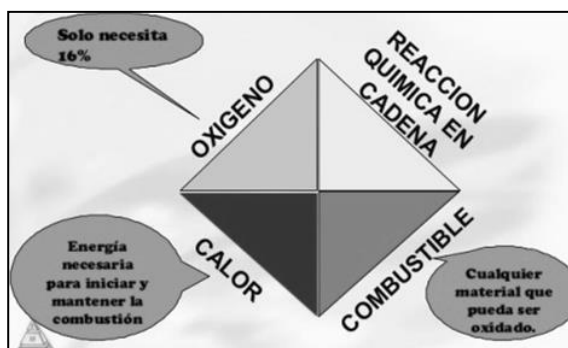 Solo necesita
16%
OXIGENO
REACCION
QUIMICA EN
CADENA
Energía
necesaria
para iniciar y
mantener la
combustión
CALOR
COMBUSTIBLE
Cualquier
material que
pueda ser
oxidado.